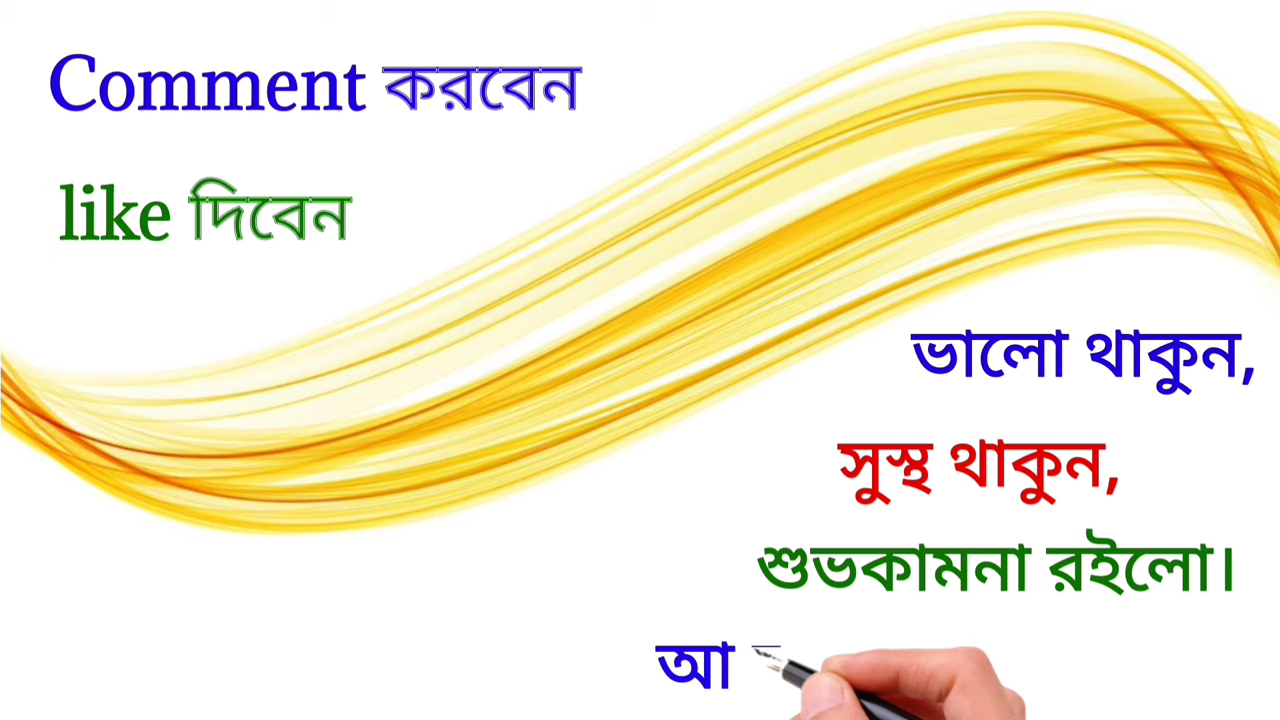 Comment করবেন
like দিবেন
ভালো থাকুন,
সুস্থ থাকুন,
শুভকামনা রইলো।
আ